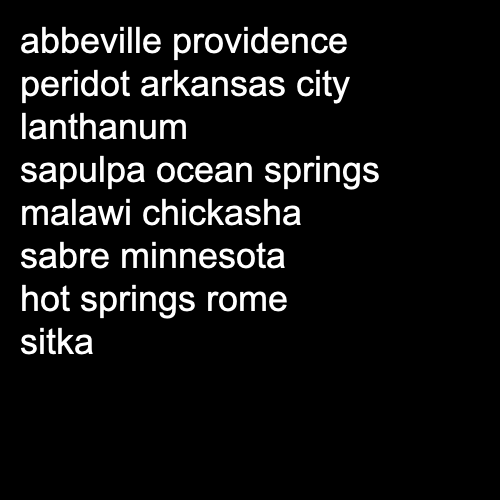 abbeville providence
peridot arkansas city
lanthanum
sapulpa ocean springs
malawi chickasha
sabre minnesota
hot springs rome
sitka